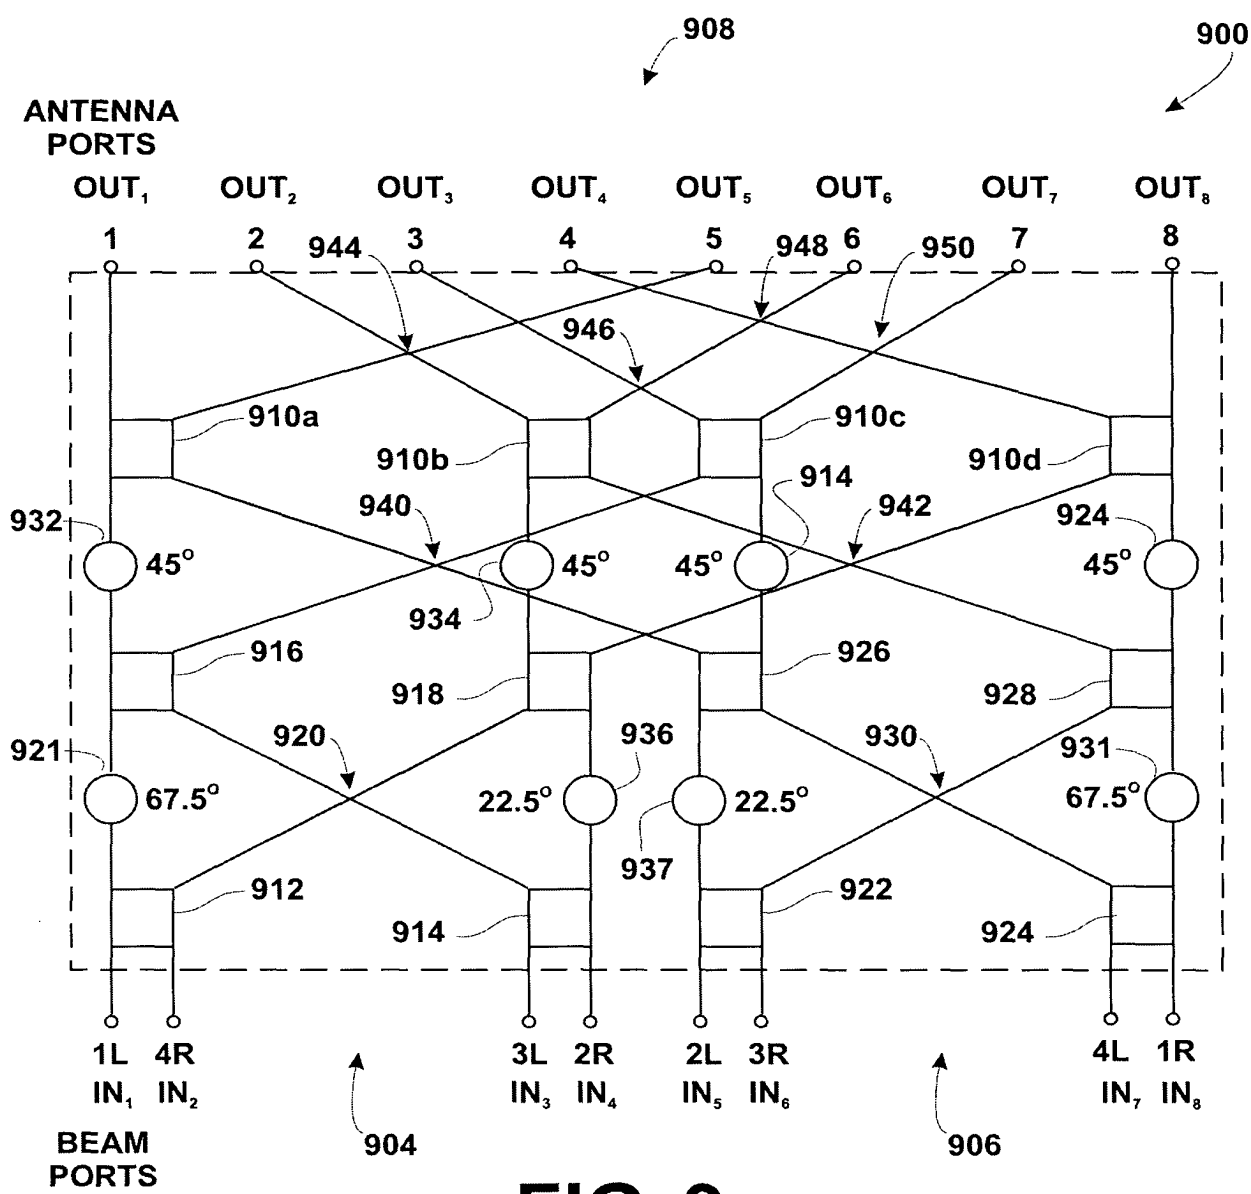 908
900
ANTENNA
PORTS
OUT₁ OUT₂ OUT₃ OUT₄ OUT₅ OUT₆ OUT₇ OUT₈
1 2 3 4 5 6 7 8
944 948 950
946
910a 910b 910c 910d
914
932 940 942 924
45° 45° 45° 45°
934
916 918 926 928
921 920 936 930 931
67.5° 22.5° 22.5° 67.5°
937
912 914 922 924
1L 4R 3L 2R 2L 3R 4L 1R
IN₁ IN₂ IN₃ IN₄ IN₅ IN₆ IN₇ IN₈
BEAM
PORTS
904 906